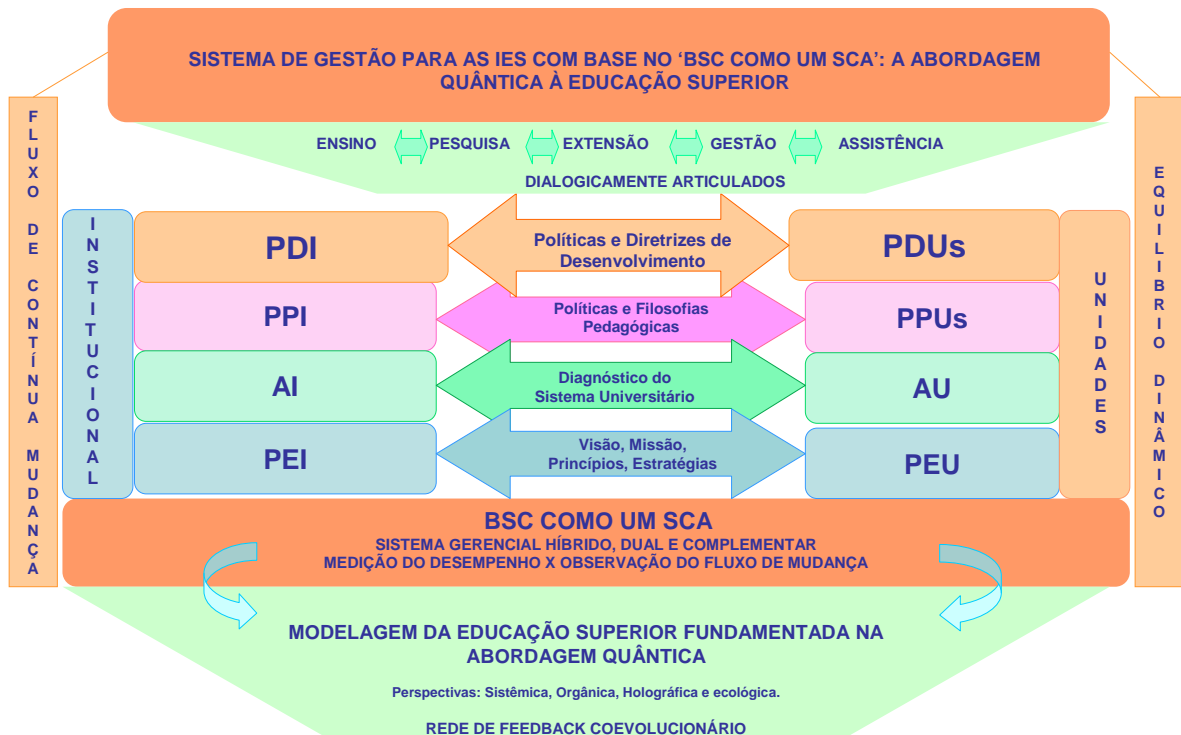 SISTEMA DE GESTÃO PARA AS IES COM BASE NO ‘BSC COMO UM SCA’: A ABORDAGEM
QUÂNTICA À EDUCAÇÃO SUPERIOR
FLUXO DE CONTÍNUA MUDANÇA
EQUILIBRIO DINÂMICO
ENSINO PESQUISA EXTENSÃO GESTÃO ASSISTÊNCIA
DIALOGICAMENTE ARTICULADOS
INSTITUCIONAL
UNIDADES
PDI
Políticas e Diretrizes de
Desenvolvimento
PDUs
PPI
Políticas e Filosofias
Pedagógicas
PPUs
AI
Diagnóstico do
Sistema Universitário
AU
PEI
Visão, Missão,
Princípios, Estratégias
PEU
BSC COMO UM SCA
SISTEMA GERENCIAL HÍBRIDO, DUAL E COMPLEMENTAR
MEDIÇÃO DO DESEMPENHO X OBSERVAÇÃO DO FLUXO DE MUDANÇA
MODELAGEM DA EDUCAÇÃO SUPERIOR FUNDAMENTADA NA
ABORDAGEM QUÂNTICA
Perspectivas: Sistêmica, Orgânica, Holográfica e ecológica.
REDE DE FEEDBACK COEVOLUCIONÁRIO